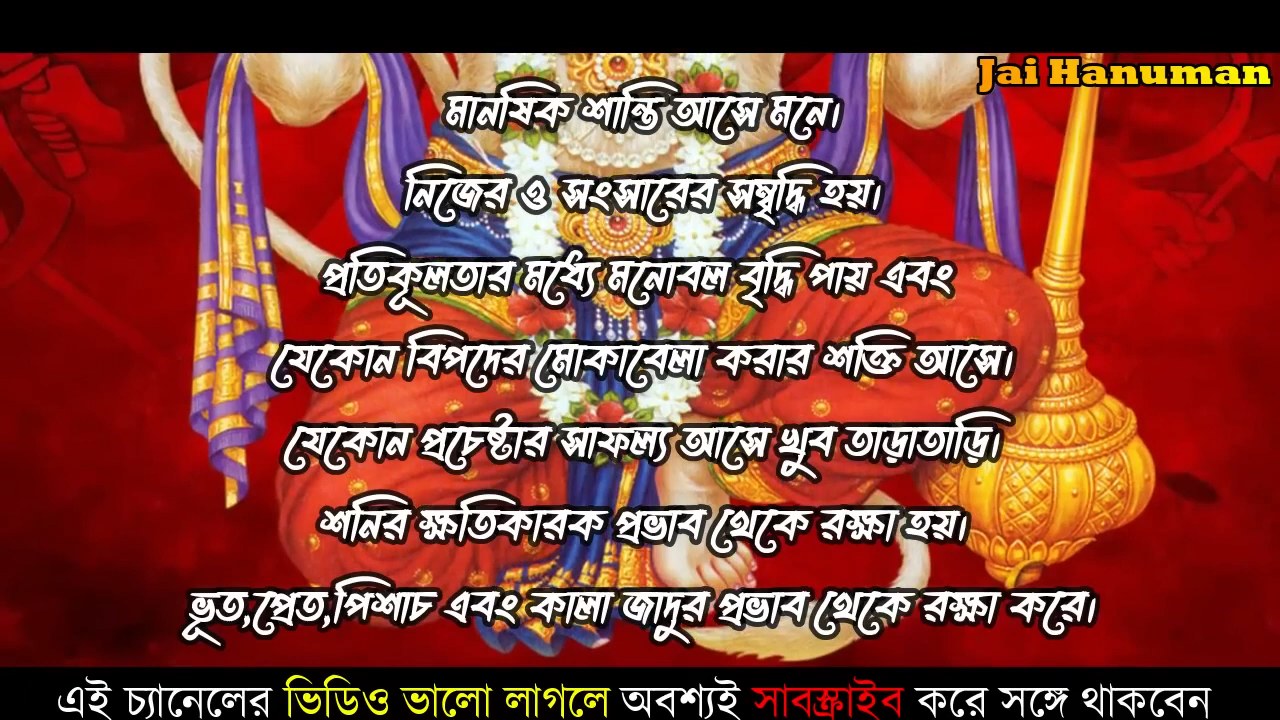 Jai Hanuman
মানষিক শান্তি আসে মনে।
নিজের ও সংসারের সম্বৃদ্ধি হয়।
প্রতিকূলতার মধ্যে মনোবল বৃদ্ধি পায় এবং
যেকোন বিপদের মোকাবেলা করার শক্তি আসে।
যেকোন প্রচেষ্টার সাফল্য আসে খুব তাড়াতাড়ি।
শনির ক্ষতিকারক প্রভাব থেকে রক্ষা হয়।
ভূত,প্রেত,পিশাচ এবং কালা জাদুর প্রভাব থেকে রক্ষা করে।
এই চ্যানেলের ভিডিও ভালো লাগলে অবশ্যই সাবস্ক্রাইব করে সঙ্গে থাকবেন